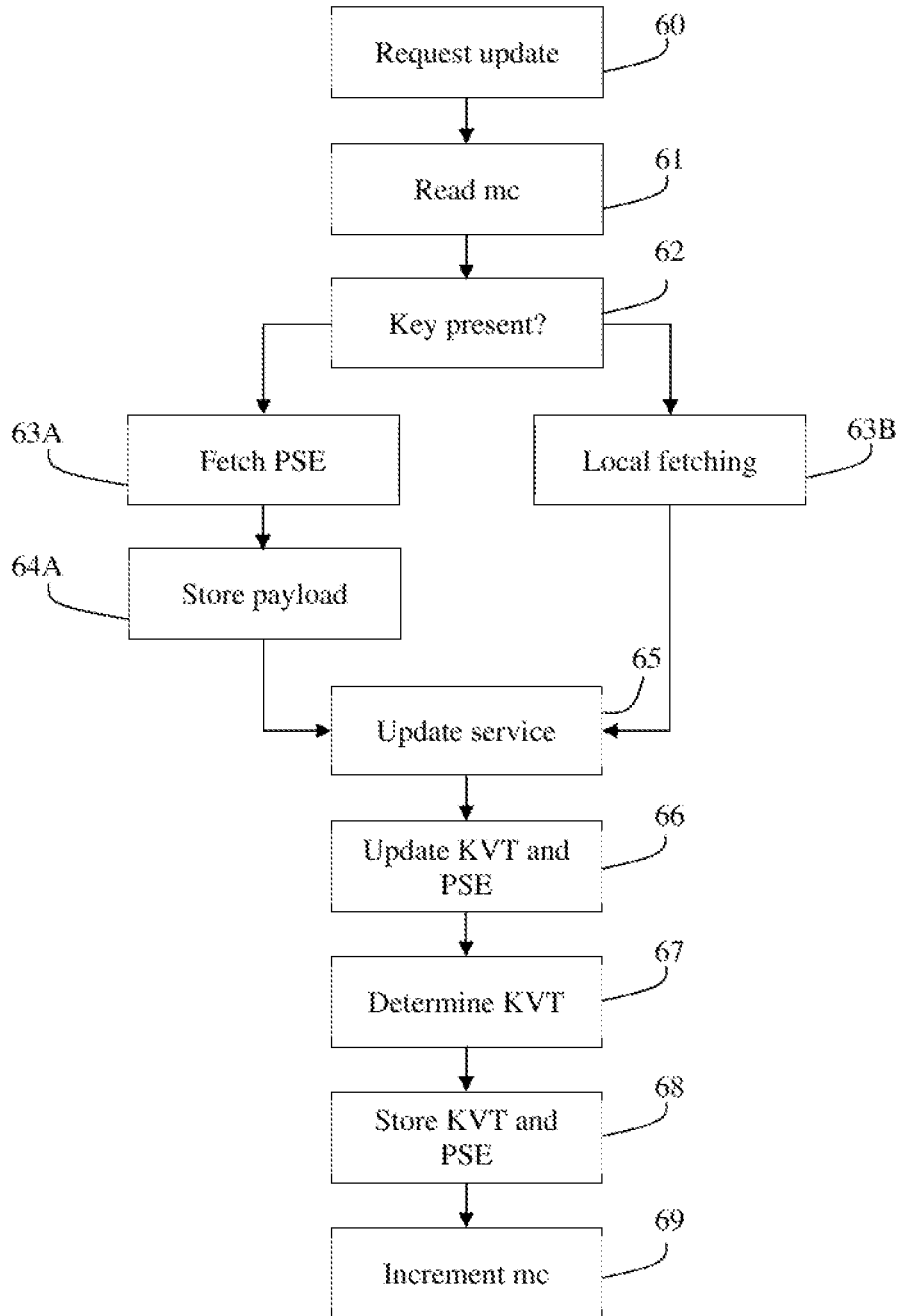 60
Request update
61
Read mc
62
Key present?
63A
Fetch PSE
Local fetching
63B
64A
Store payload
65
Update service
66
Update KVT and
PSE
67
Determine KVT
68
Store KVT and
PSE
69
Increment mc